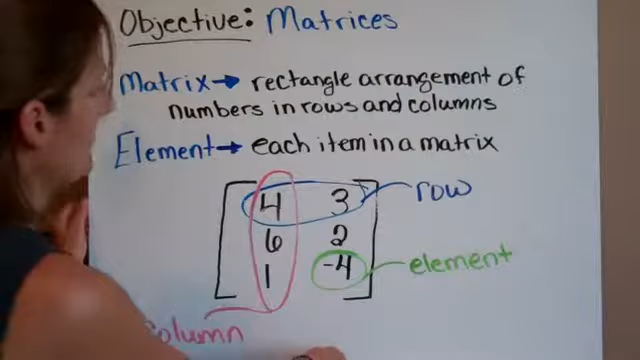 Objective: Matrices
Matrix→ rectangle arrangement of
numbers in rows and columns
Element→ each item in a matrix
4 3
row
6 2
1 -4
element